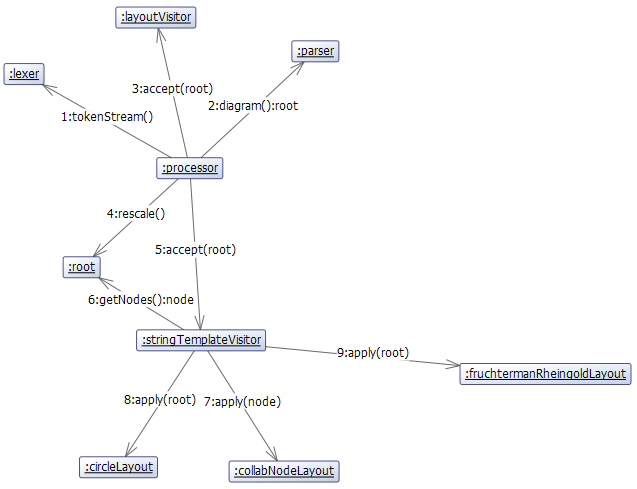 :layoutVisitor
:parser
:lexer
3:accept(root)
2:diagram():root
1:tokenStream()
:processor
4:rescale()
5:accept(root)
:root
6:getNodes():node
:stringTemplateVisitor
9:apply(root)
:fruchtermanRheingoldLayout
8:apply(root)
7:apply(node)
:circleLayout
:collabNodeLayout